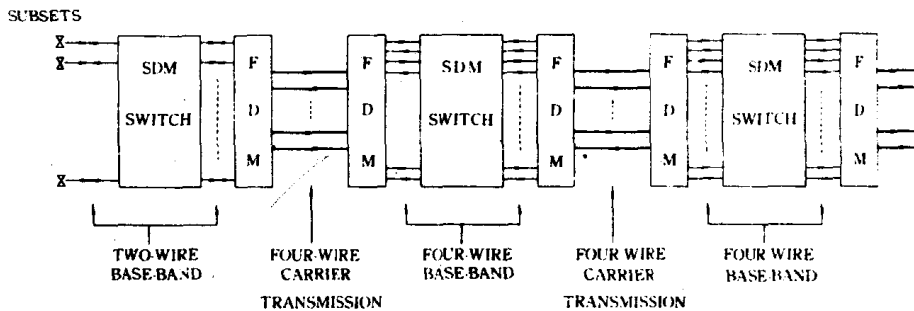 SUBSETS
SDM
SWITCH
F
D
M
F
D
M
SDM
SWITCH
F
D
M
F
D
M
SDM
SWITCH
F
D
M
TWO-WIRE
BASE-BAND
FOUR-WIRE
CARRIER
TRANSMISSION
FOUR-WIRE
BASE-BAND
FOUR WIRE
CARRIER
TRANSMISSION
FOUR WIRE
BASE-BAND